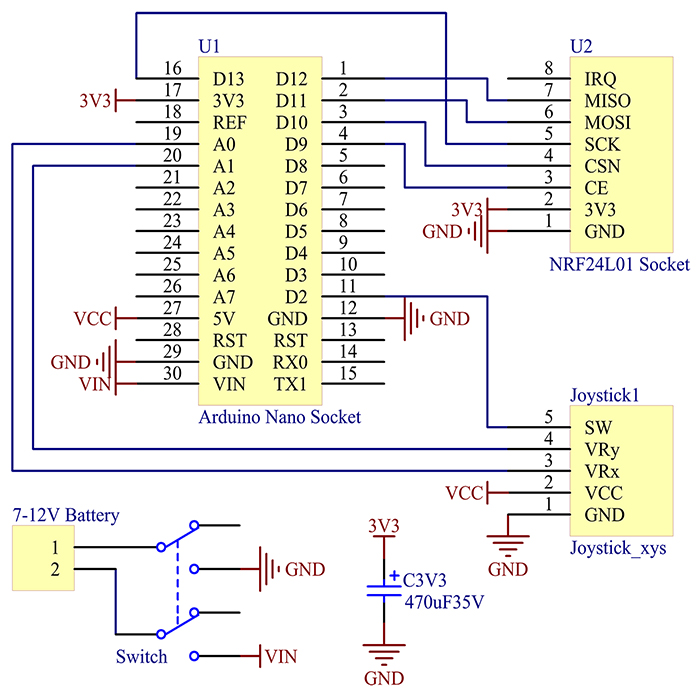 U1
16 D13 D12 1
17 3V3 D11 2
3V3
18 REF D10 3
19 A0 D9 4
20 A1 D8 5
21 A2 D7 6
22 A3 D6 7
23 A4 D5 8
24 A5 D4 9
25 A6 D3 10
26 A7 D2 11
VCC 27 5V GND 12 GND
28 RST RST 13
GND 29 GND RX0 14
VIN 30 VIN TX1 15
Arduino Nano Socket
U2
8 IRQ
7 MISO
6 MOSI
5 SCK
4 CSN
3 CE
3V3 2 3V3
GND 1 GND
NRF24L01 Socket
Joystick1
5 SW
4 VRy
3 VRx
VCC 2 VCC
1 GND
GND
Joystick_xys
7-12V Battery
1
2
GND
Switch
VIN
3V3
+ C3V3
470uF35V
GND